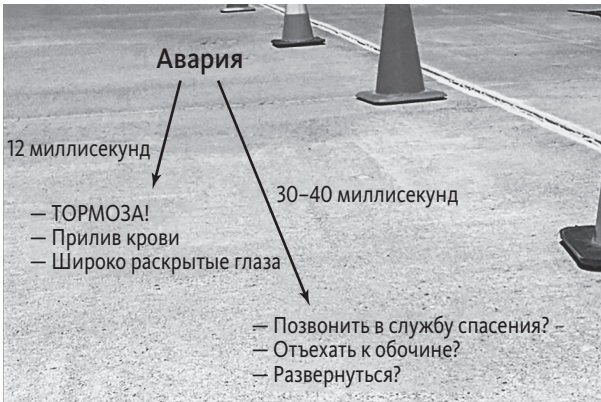 Авария
12 миллисекунд
30–40 миллисекунд
— ТОРМОЗА!
— Прилив крови
— Широко раскрытые глаза
— Позвонить в службу спасения? –
— Отъехать к обочине?
— Развернуться?